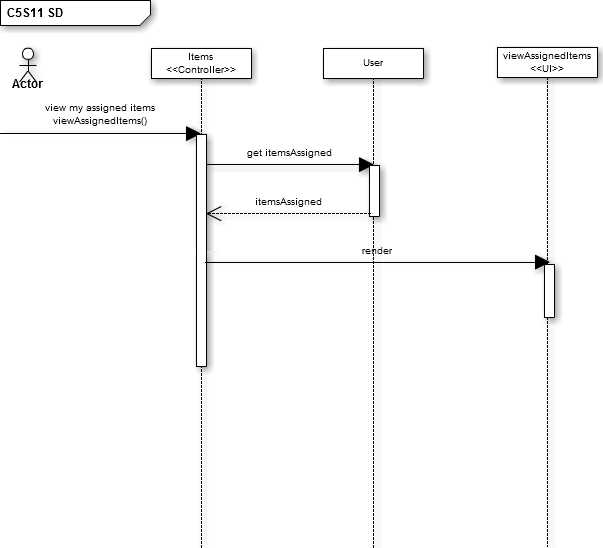 C5S11 SD
Actor
Items
<<Controller>>
User
viewAssignedItems
<<UI>>
view my assigned items
viewAssignedItems()
get itemsAssigned
itemsAssigned
render